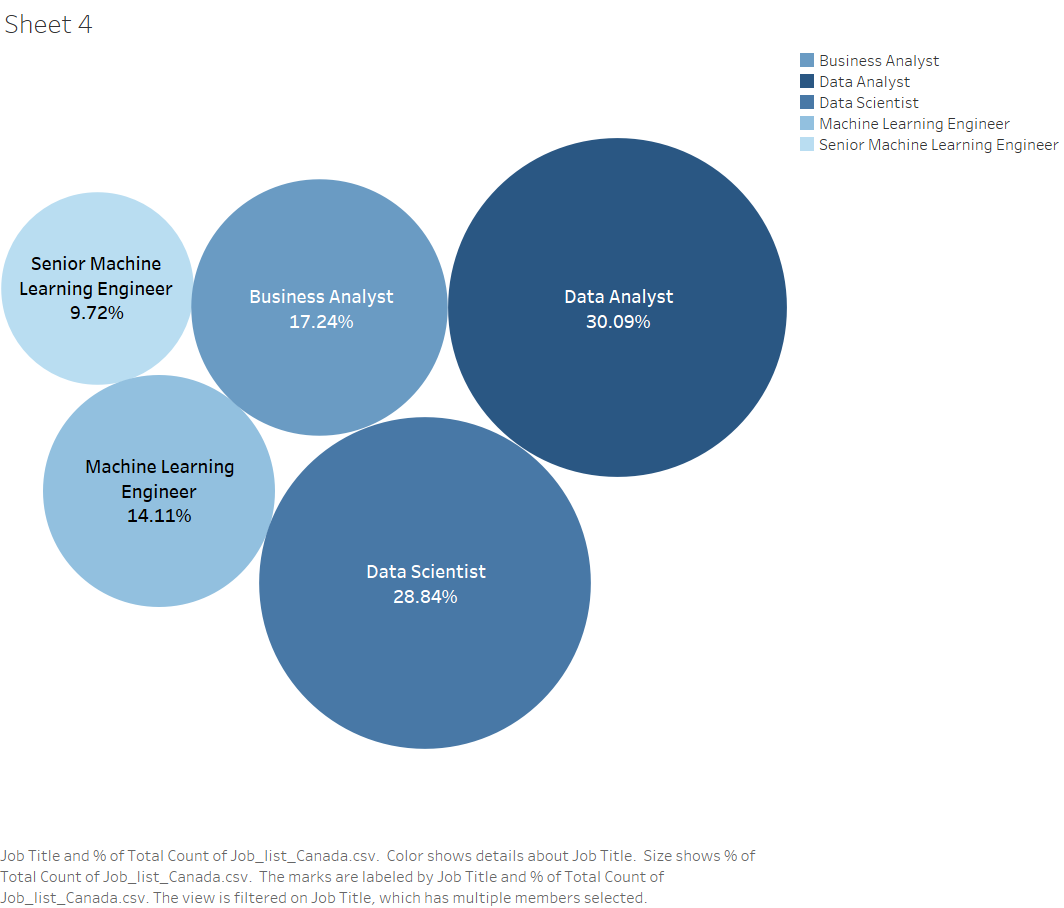 Sheet 4
Business Analyst
Data Analyst
Data Scientist
Machine Learning Engineer
Senior Machine Learning Engineer
Senior Machine
Learning Engineer
9.72%
Business Analyst
17.24%
Data Analyst
30.09%
Machine Learning
Engineer
14.11%
Data Scientist
28.84%
Job Title and % of Total Count of Job_list_Canada.csv.  Color shows details about Job Title.  Size shows % of
Total Count of Job_list_Canada.csv.  The marks are labeled by Job Title and % of Total Count of
Job_list_Canada.csv. The view is filtered on Job Title, which has multiple members selected.